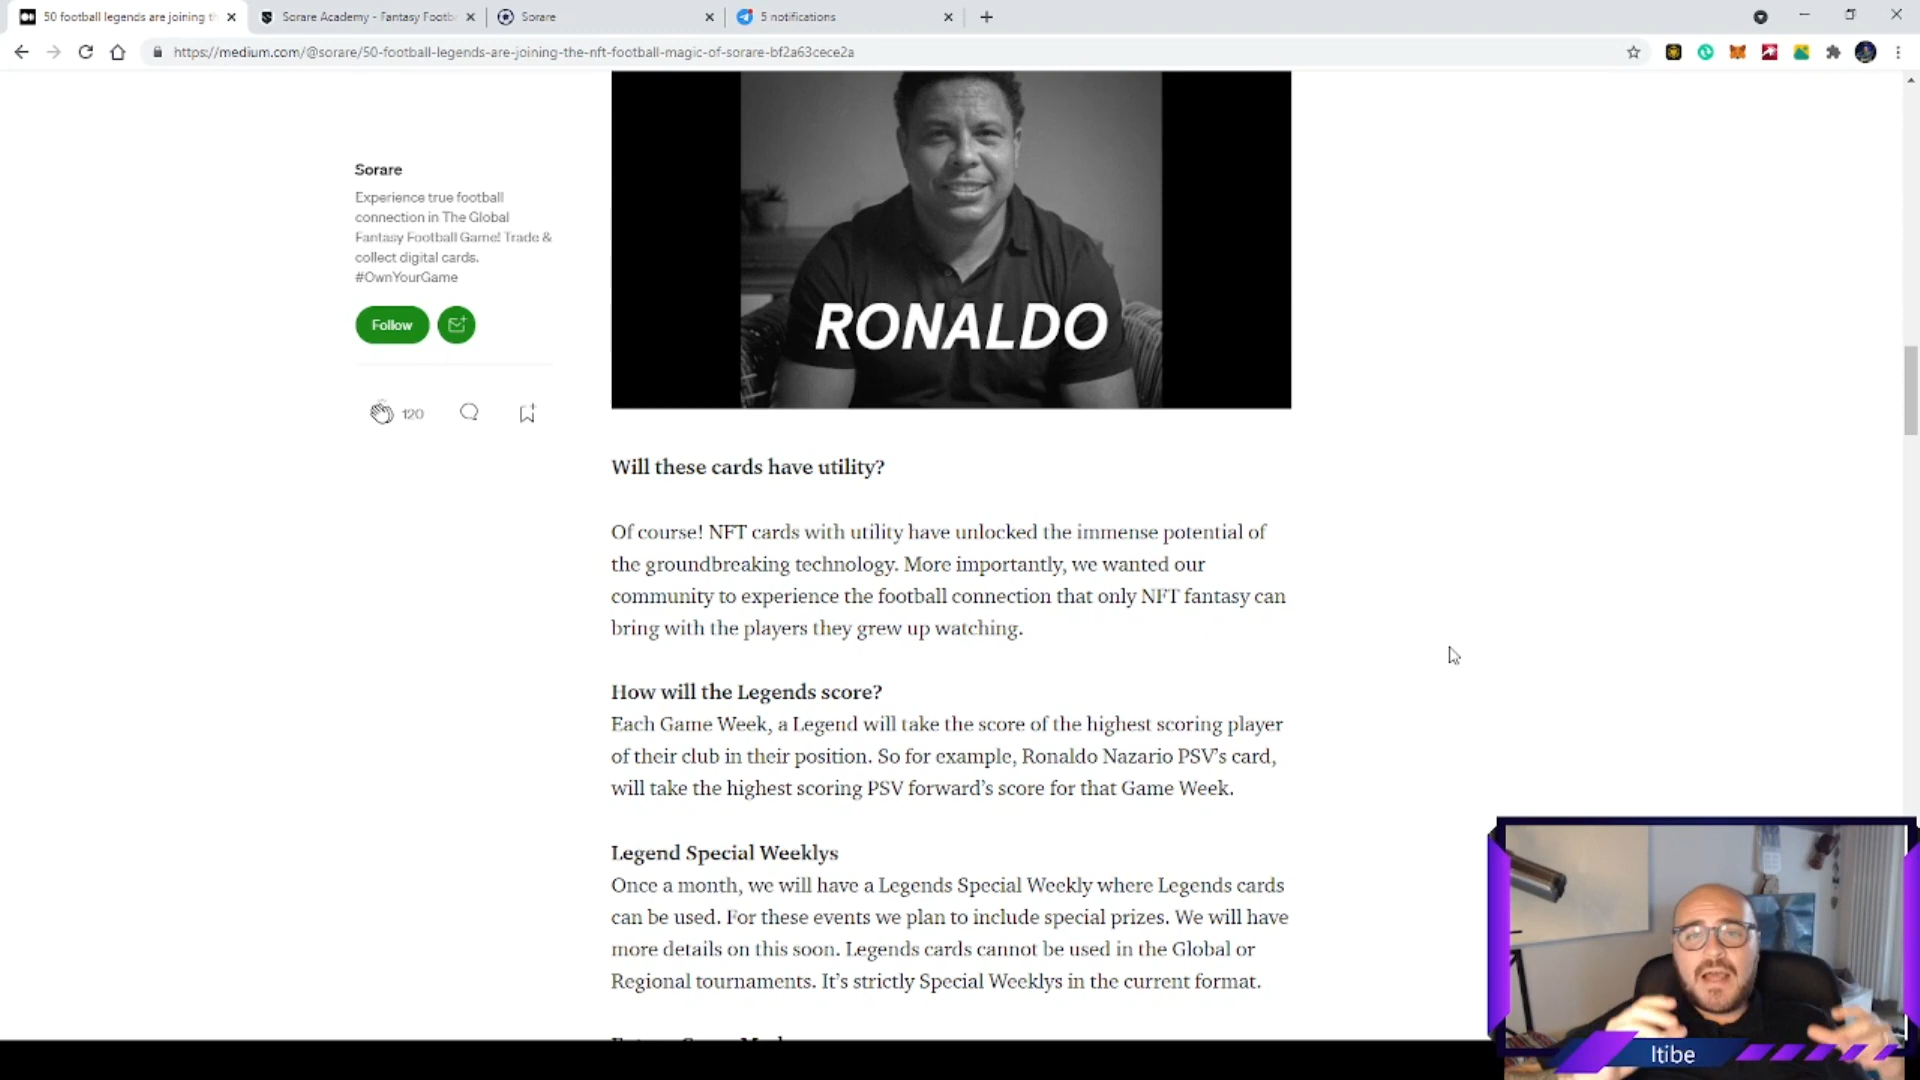 50 football legends are joining th
Sorare Academy - Fantasy Footb
Sorare
5 notifications
https://medium.com/@sorare/50-football-legends-are-joining-the-nft-football-magic-of-sorare-bf2a63cece2a
RONALDO
Sorare
Experience true football
connection in The Global
Fantasy Football Game! Trade &
collect digital cards.
#OwnYourGame
Follow
120
Will these cards have utility?
Of course! NFT cards with utility have unlocked the immense potential of
the groundbreaking technology. More importantly, we wanted our
community to experience the football connection that only NFT fantasy can
bring with the players they grew up watching.
How will the Legends score?
Each Game Week, a Legend will take the score of the highest scoring player
of their club in their position. So for example, Ronaldo Nazario PSV's card,
will take the highest scoring PSV forward's score for that Game Week.
Legend Special Weeklys
Once a month, we will have a Legends Special Weekly where Legends cards
can be used. For these events we plan to include special prizes. We will have
more details on this soon. Legends cards cannot be used in the Global or
Regional tournaments. It's strictly Special Weeklys in the current format.
Itibe